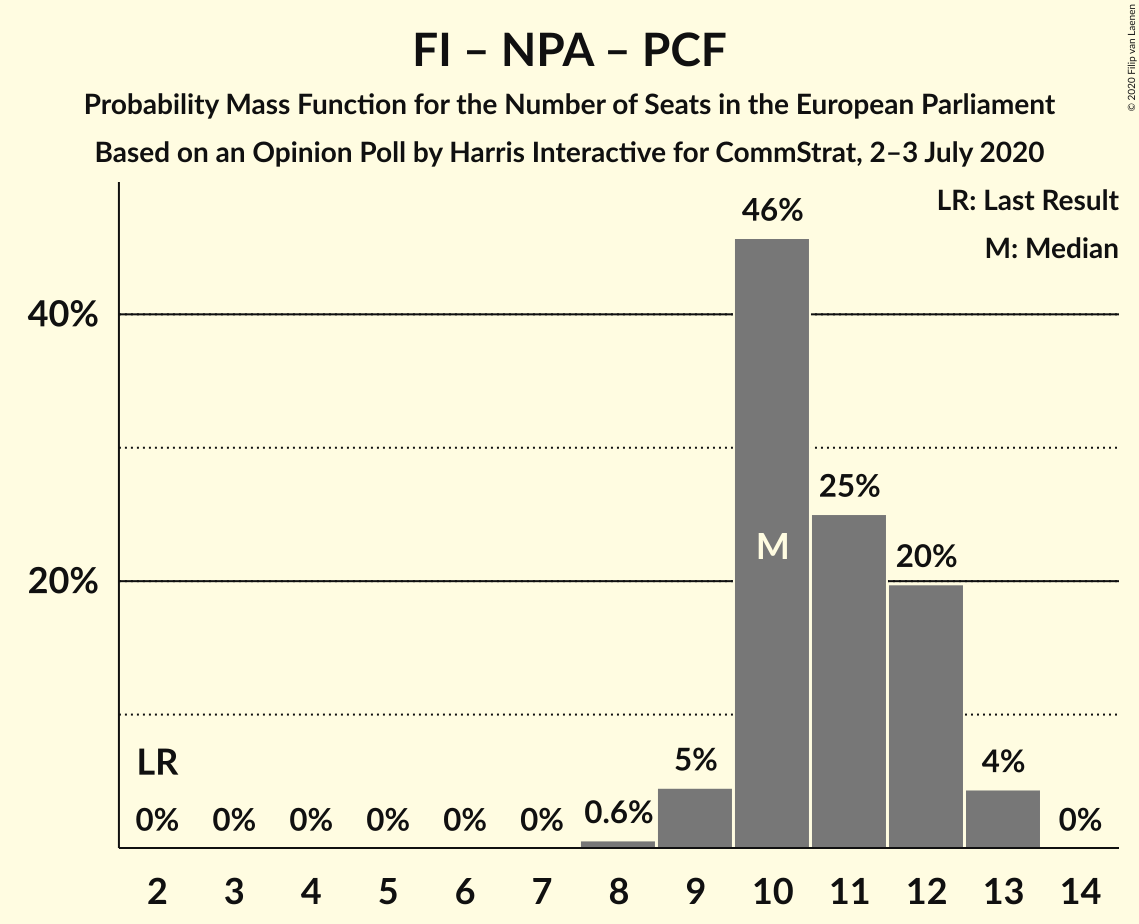 FI – NPA – PCF
Probability Mass Function for the Number of Seats in the European Parliament
Based on an Opinion Poll by Harris Interactive for CommStrat, 2–3 July 2020
© 2020 Filip van Laenen
LR: Last Result
M: Median
46%
40%
25%
M
20%
20%
LR
5%
4%
0% 0% 0% 0% 0% 0% 0.6% 0%
2 3 4 5 6 7 8 9 10 11 12 13 14